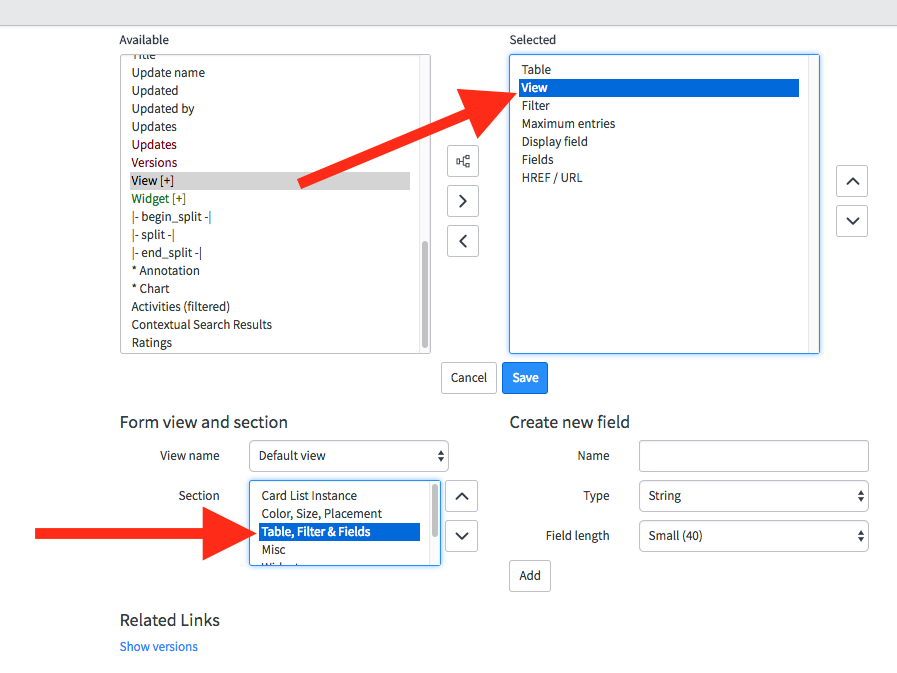 Available
Title
Update name
Updated
Updated by
Updates
Updates
Versions
View [+]
Widget [+]
|- begin_split -|
|- split -|
|- end_split -|
* Annotation
* Chart
Activities (filtered)
Contextual Search Results
Ratings
Selected
Table
View
Filter
Maximum entries
Display field
Fields
HREF / URL
Cancel
Save
Form view and section
View name
Default view
Section
Card List Instance
Color, Size, Placement
Table, Filter & Fields
Misc
Create new field
Name
Type
String
Field length
Small (40)
Add
Related Links
Show versions